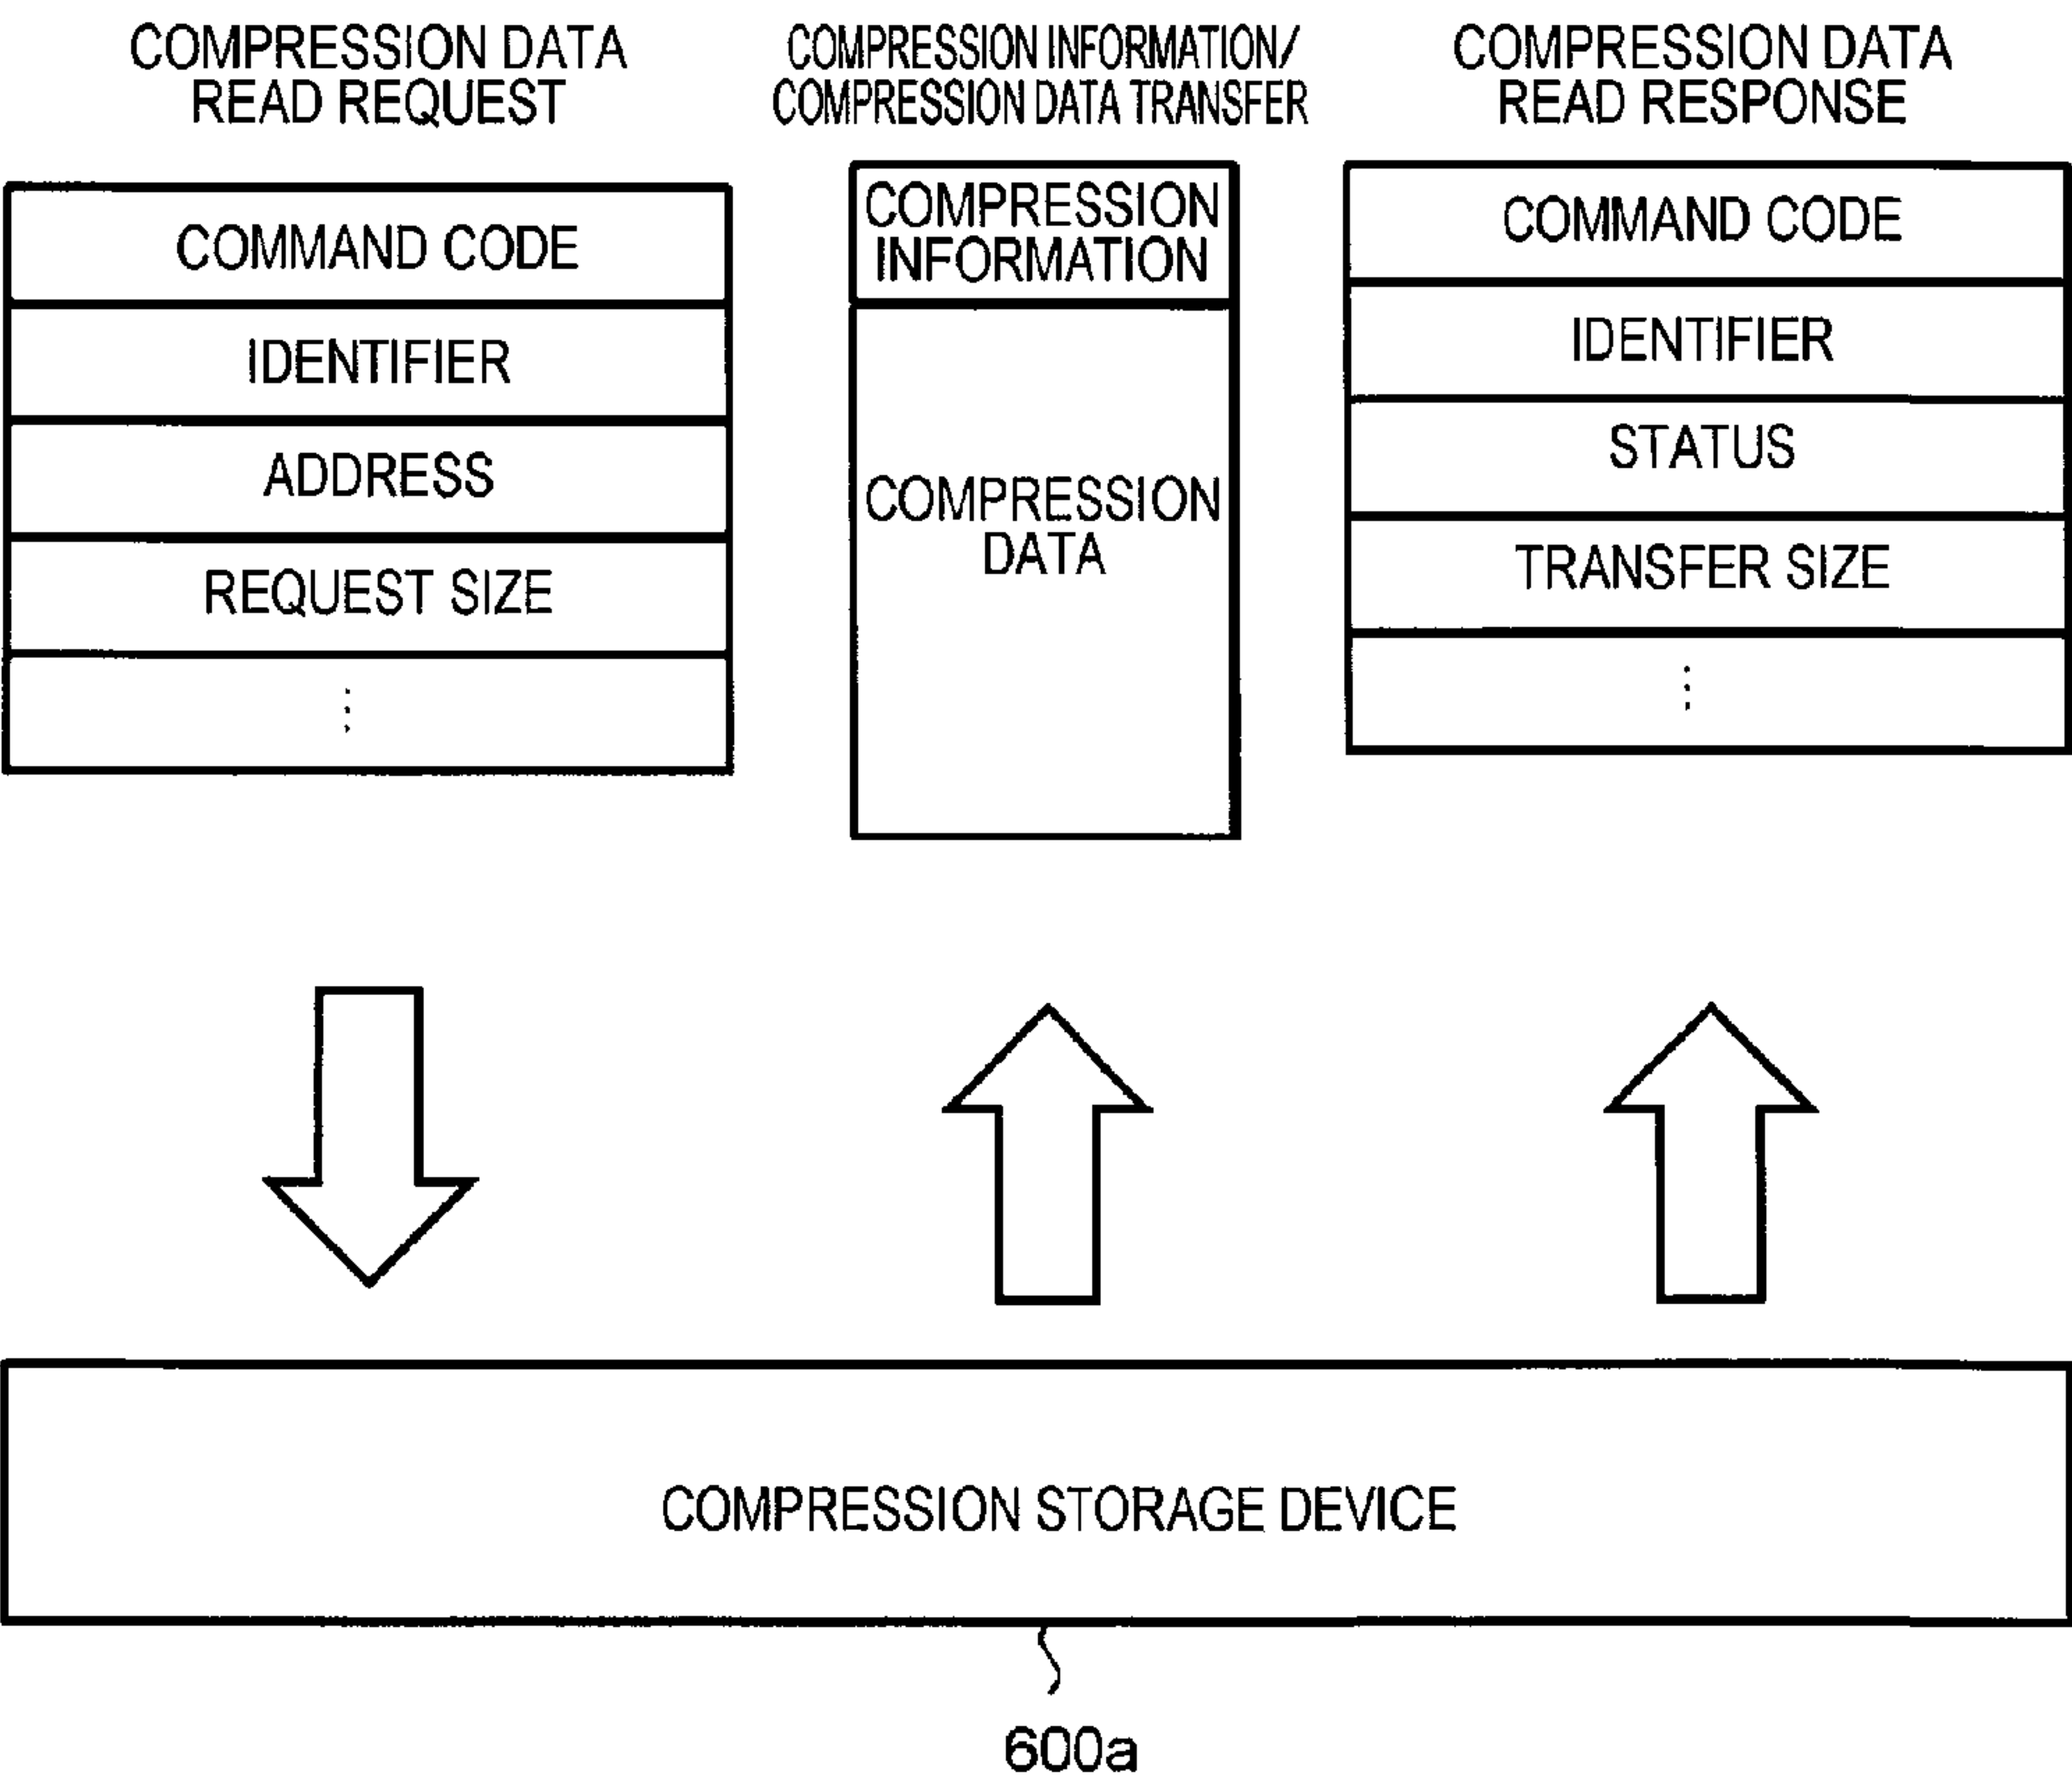 COMPRESSION DATA
READ REQUEST
COMMAND CODE
IDENTIFIER
ADDRESS
REQUEST SIZE
⋮
COMPRESSION INFORMATION/
COMPRESSION DATA TRANSFER
COMPRESSION
INFORMATION
COMPRESSION
DATA
COMPRESSION DATA
READ RESPONSE
COMMAND CODE
IDENTIFIER
STATUS
TRANSFER SIZE
⋮
COMPRESSION STORAGE DEVICE
600a